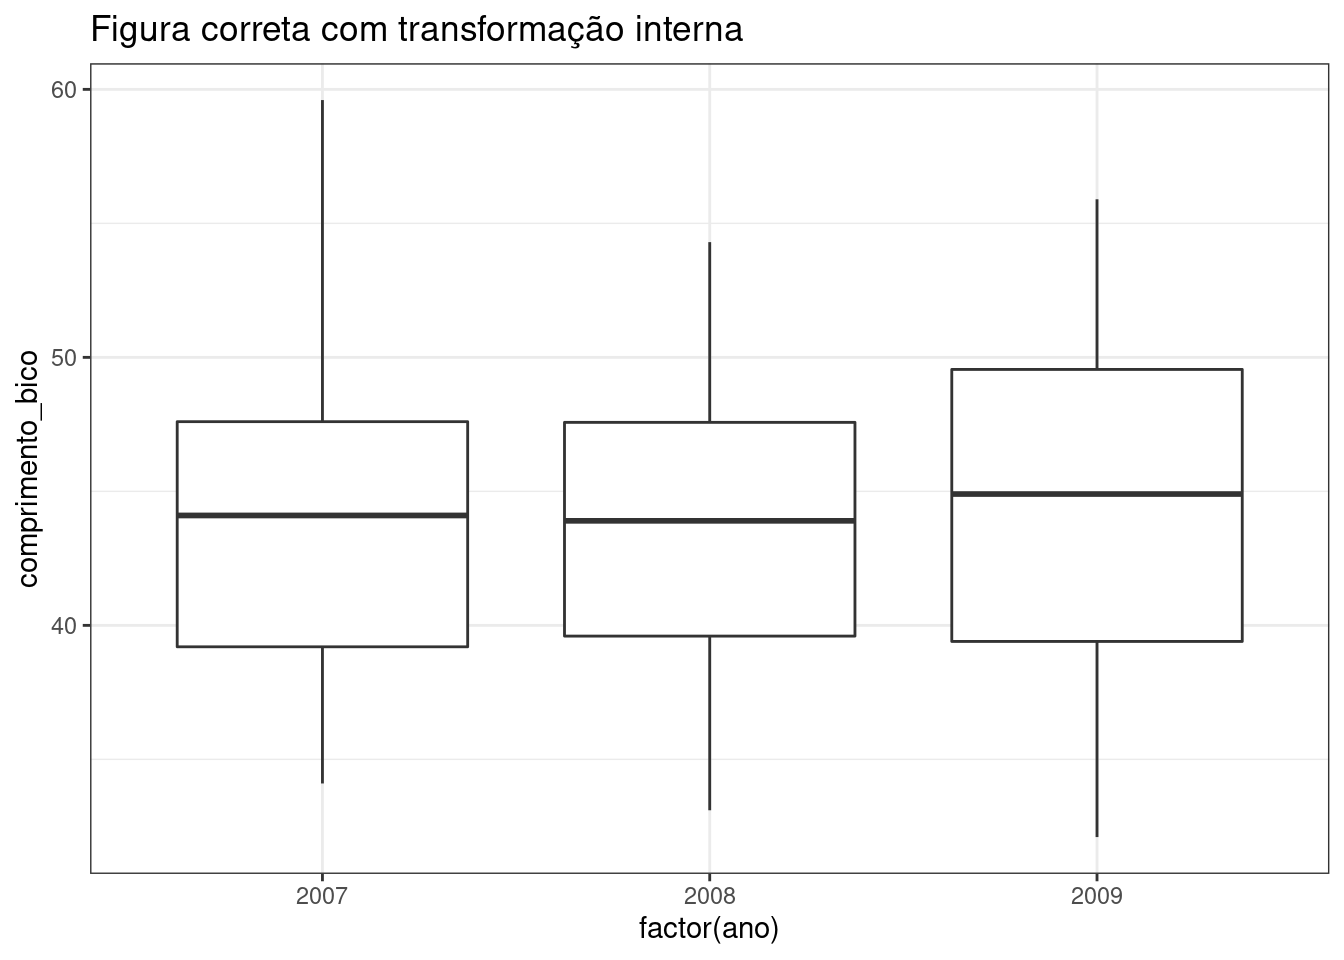 Figura correta com transformação interna
60
50
40
comprimento_bico
2007 2008 2009
factor(ano)